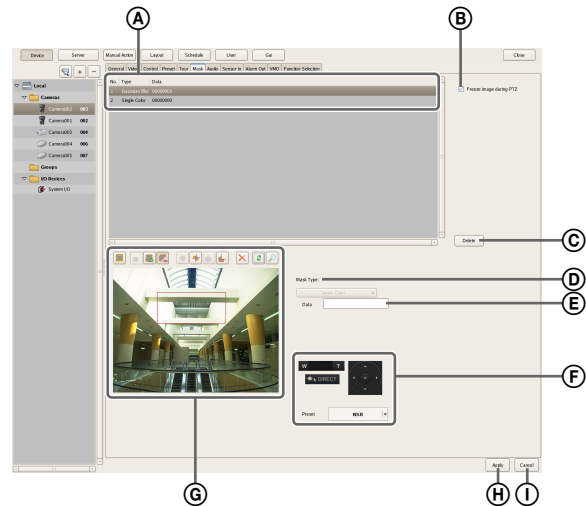 A
B
Device Server Manual Action Layout Schedule User Gui Close
General Video Control Preset Tour Mask Audio Sensor In Alarm Out VMD Function Selection
No. Type Data
1 Gaussian Blur 00000003
2 Single Color 00000000
Freeze image during PTZ
Local
Cameras
Camera002 003
Camera001 002
Camera003 004
Camera004 006
Camera005 007
Groups
I/O Devices
System I/O
Delete
C
Mask Type:
D
Single Color
Data
E
W T
DIRECT
F
Preset NSR
Apply Cancel
G
H
I